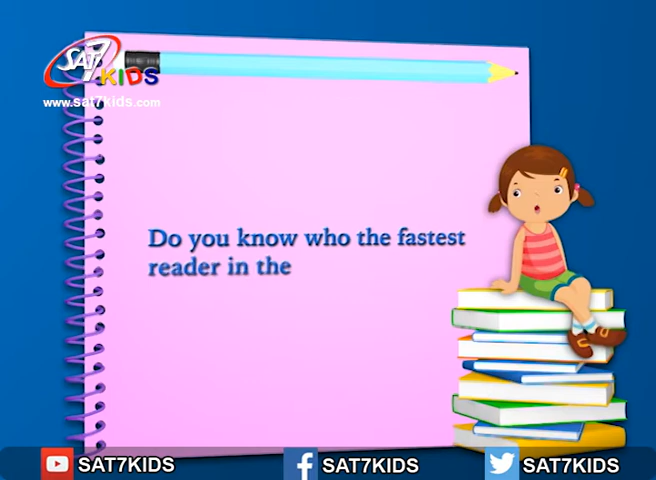 SAT7
KIDS
www.sat7kids.com
Do you know who the fastest
reader in the
SAT7KIDS
SAT7KIDS
SAT7KIDS